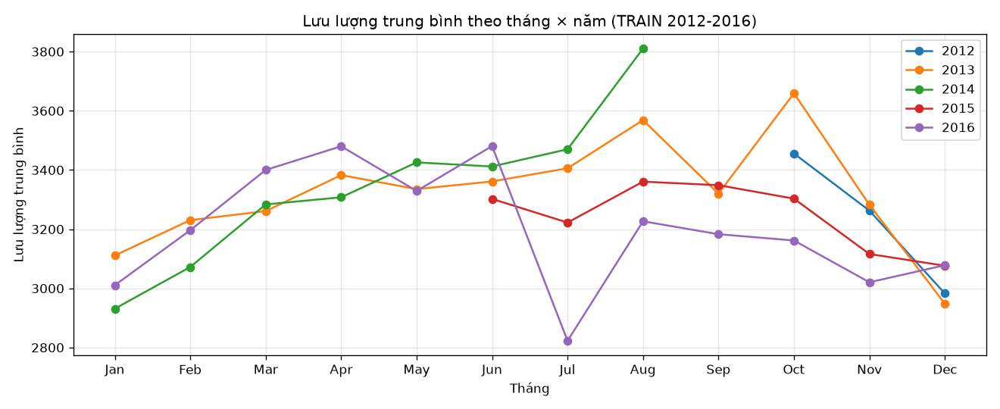 Lưu lượng trung bình theo tháng × năm (TRAIN 2012-2016)
Lưu lượng trung bình
3800
3600
3400
3200
3000
2800
2012
2013
2014
2015
2016
Jan Feb Mar Apr May Jun Jul Aug Sep Oct Nov Dec
Tháng